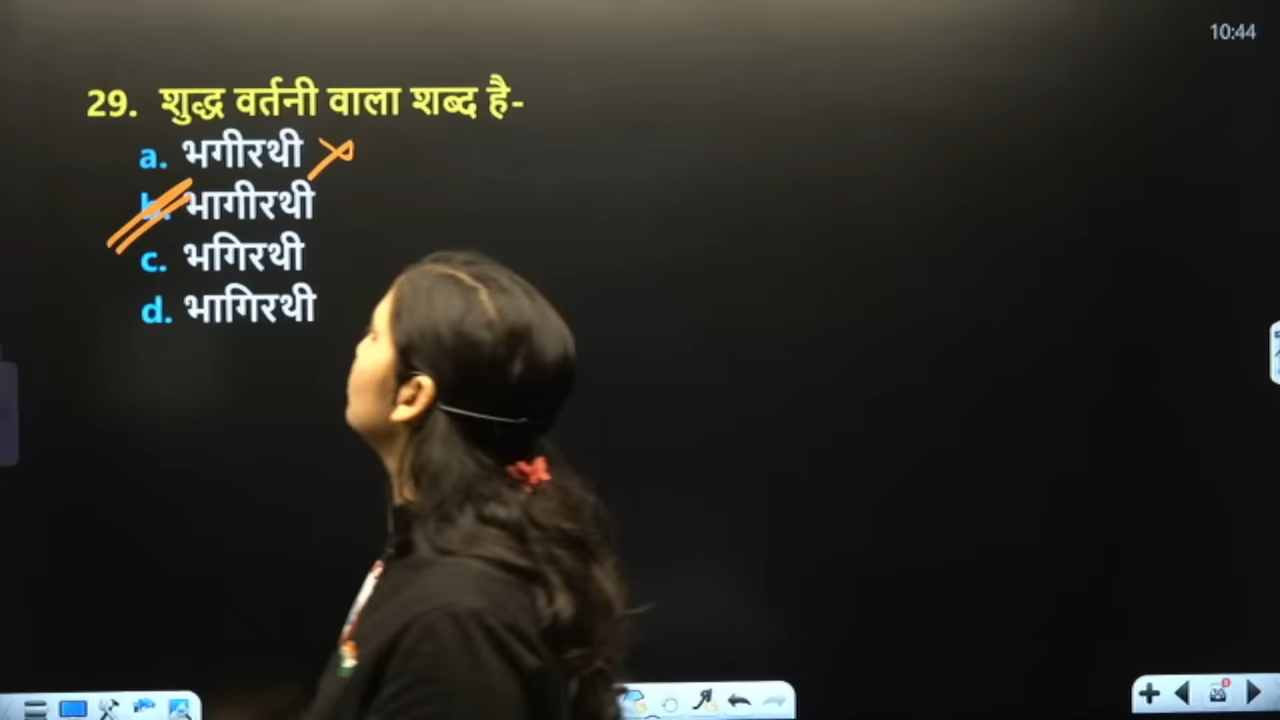 10:44
29. शुद्ध वर्तनी वाला शब्द है-
a. भगीरथी
b. भागीरथी
c. भगिरथी
d. भागिरथी